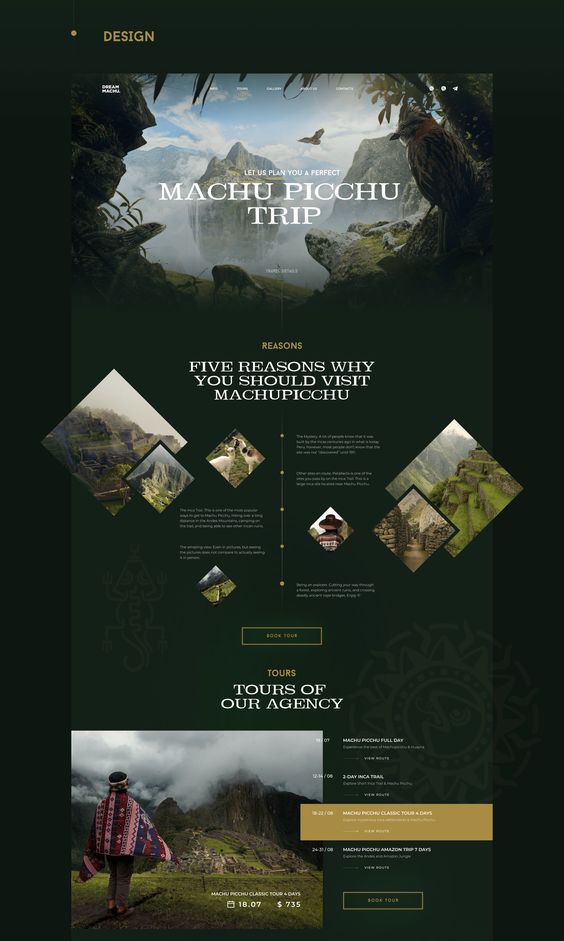 DESIGN
DREAM
MACHU.
INFO
TOURS
GALLERY
ABOUT US
CONTACTS
LET US PLAN YOU A PERFECT
MACHU PICCHU
TRIP
TRAVEL DETAILS
REASONS
FIVE REASONS WHY
YOU SHOULD VISIT
MACHUPICCHU
The Mystery. A lot of people know that it was
built by the Incas centuries ago in what is today
Peru, however, most people don't know that the
site was not "discovered" until 1911.
Other sites en route. Patallacta is one of the
sites you pass by on the Inca Trail. This is a
large Inca site located near Machu Picchu.
The Inca Trail. This is one of the most popular
ways to get to Machu Picchu, hiking over a long
distance in the Andes Mountains, camping on
the trail, and being able to see other Incan ruins.
The amazing view. Even in pictures, but seeing
the pictures does not compare to actually seeing
it in person.
Being an explorer. Cutting your way through
a forest, exploring ancient ruins, and crossing
deadly ancient rope bridges. Enjoy it!
BOOK TOUR
TOURS
TOURS OF
OUR AGENCY
/ 07
MACHU PICCHU FULL DAY
Experience the best of Machupicchu &
VIEW ROUTE
12-14 / 08
2-DAY INCA TRAIL
Explore Short Inca Trail & Machu Picchu
VIEW ROUTE
18-22 / 08
MACHU PICCHU CLASSIC TOUR 4 DAYS
VIEW ROUTE
24-31 / 08
MACHU PICCHU AMAZON TRIP 7 DAYS
Explore the Andes and Amazon Jungle
VIEW ROUTE
MACHU PICCHU CLASSIC TOUR 4 DAYS
18.07 $ 735
BOOK TOUR